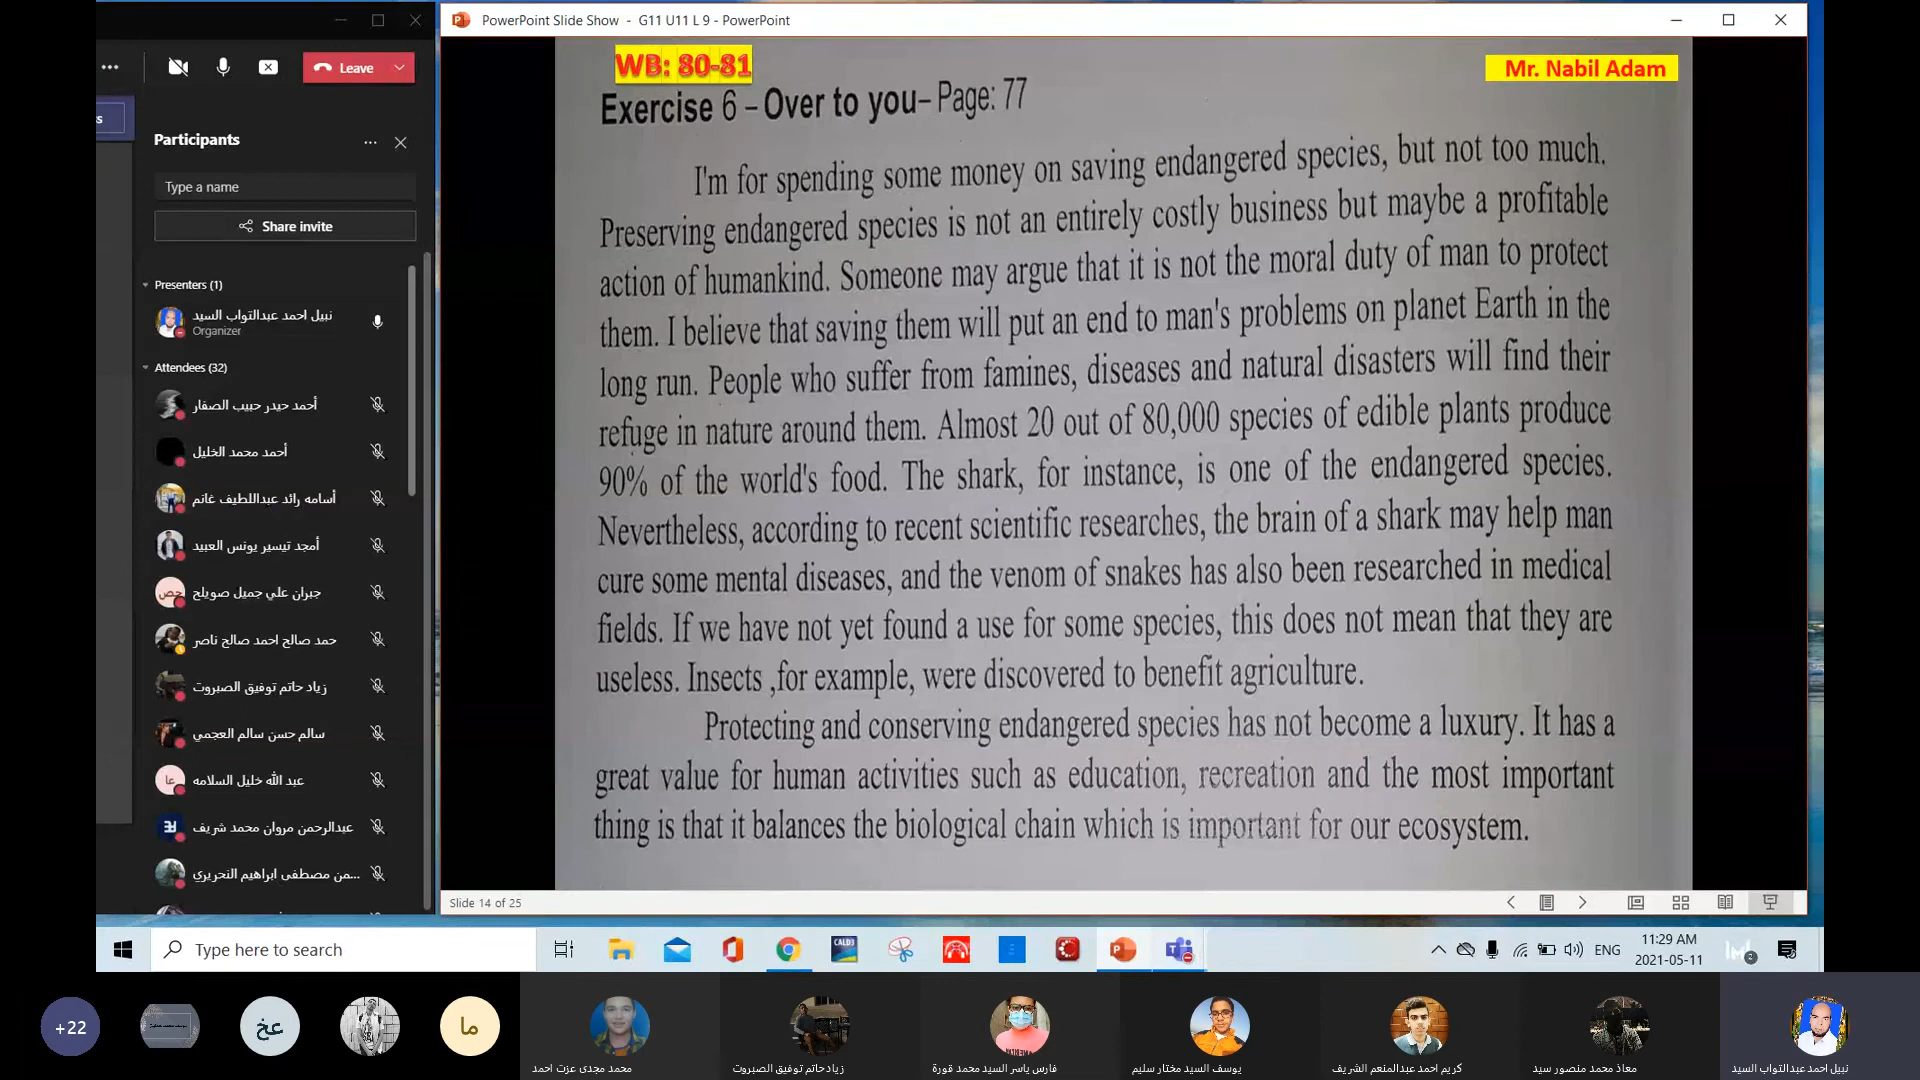 PowerPoint Slide Show - G11 U11 L 9 - PowerPoint
Leave
s
Participants
Type a name
Share invite
Presenters (1)
نبيل احمد عبدالتواب السيد
Organizer
Attendees (32)
أحمد حيدر حبيب الصفار
أحمد محمد الخليل
أسامه رائد عبداللطيف غانم
أمجد تيسير يونس العبيد
جص
جبران علي جميل صويلح
حمد صالح احمد صالح ناصر
زياد حاتم توفيق الصبروت
سالم حسن سالم العجمي
عا
عبد الله خليل السلامه
عبدالرحمن مروان محمد شريف
من مصطفى ابراهيم النحريري...
WB: 80-81
Mr. Nabil Adam
Exercise 6 – Over to you– Page: 77
I'm for spending some money on saving endangered species, but not too much.
Preserving endangered species is not an entirely costly business but maybe a profitable
action of humankind. Someone may argue that it is not the moral duty of man to protect
them. I believe that saving them will put an end to man's problems on planet Earth in the
long run. People who suffer from famines, diseases and natural disasters will find their
refuge in nature around them. Almost 20 out of 80,000 species of edible plants produce
90% of the world's food. The shark, for instance, is one of the endangered species.
Nevertheless, according to recent scientific researches, the brain of a shark may help man
cure some mental diseases, and the venom of snakes has also been researched in medical
fields. If we have not yet found a use for some species, this does not mean that they are
useless. Insects ,for example, were discovered to benefit agriculture.
Protecting and conserving endangered species has not become a luxury. It has a
great value for human activities such as education, recreation and the most important
thing is that it balances the biological chain which is important for our ecosystem.
Slide 14 of 25
Type here to search
CALD3
ENG
11:29 AM
2021-05-11
2
+22
عخ
ما
محمد مجدى عزت احمد
زياد حاتم توفيق الصبروت
فارس ياسر السيد محمد قورة
يوسف السيد مختار سليم
كريم احمد عبدالمنعم الشريف
معاذ محمد منصور سيد
نبيل احمد عبدالتواب السيد